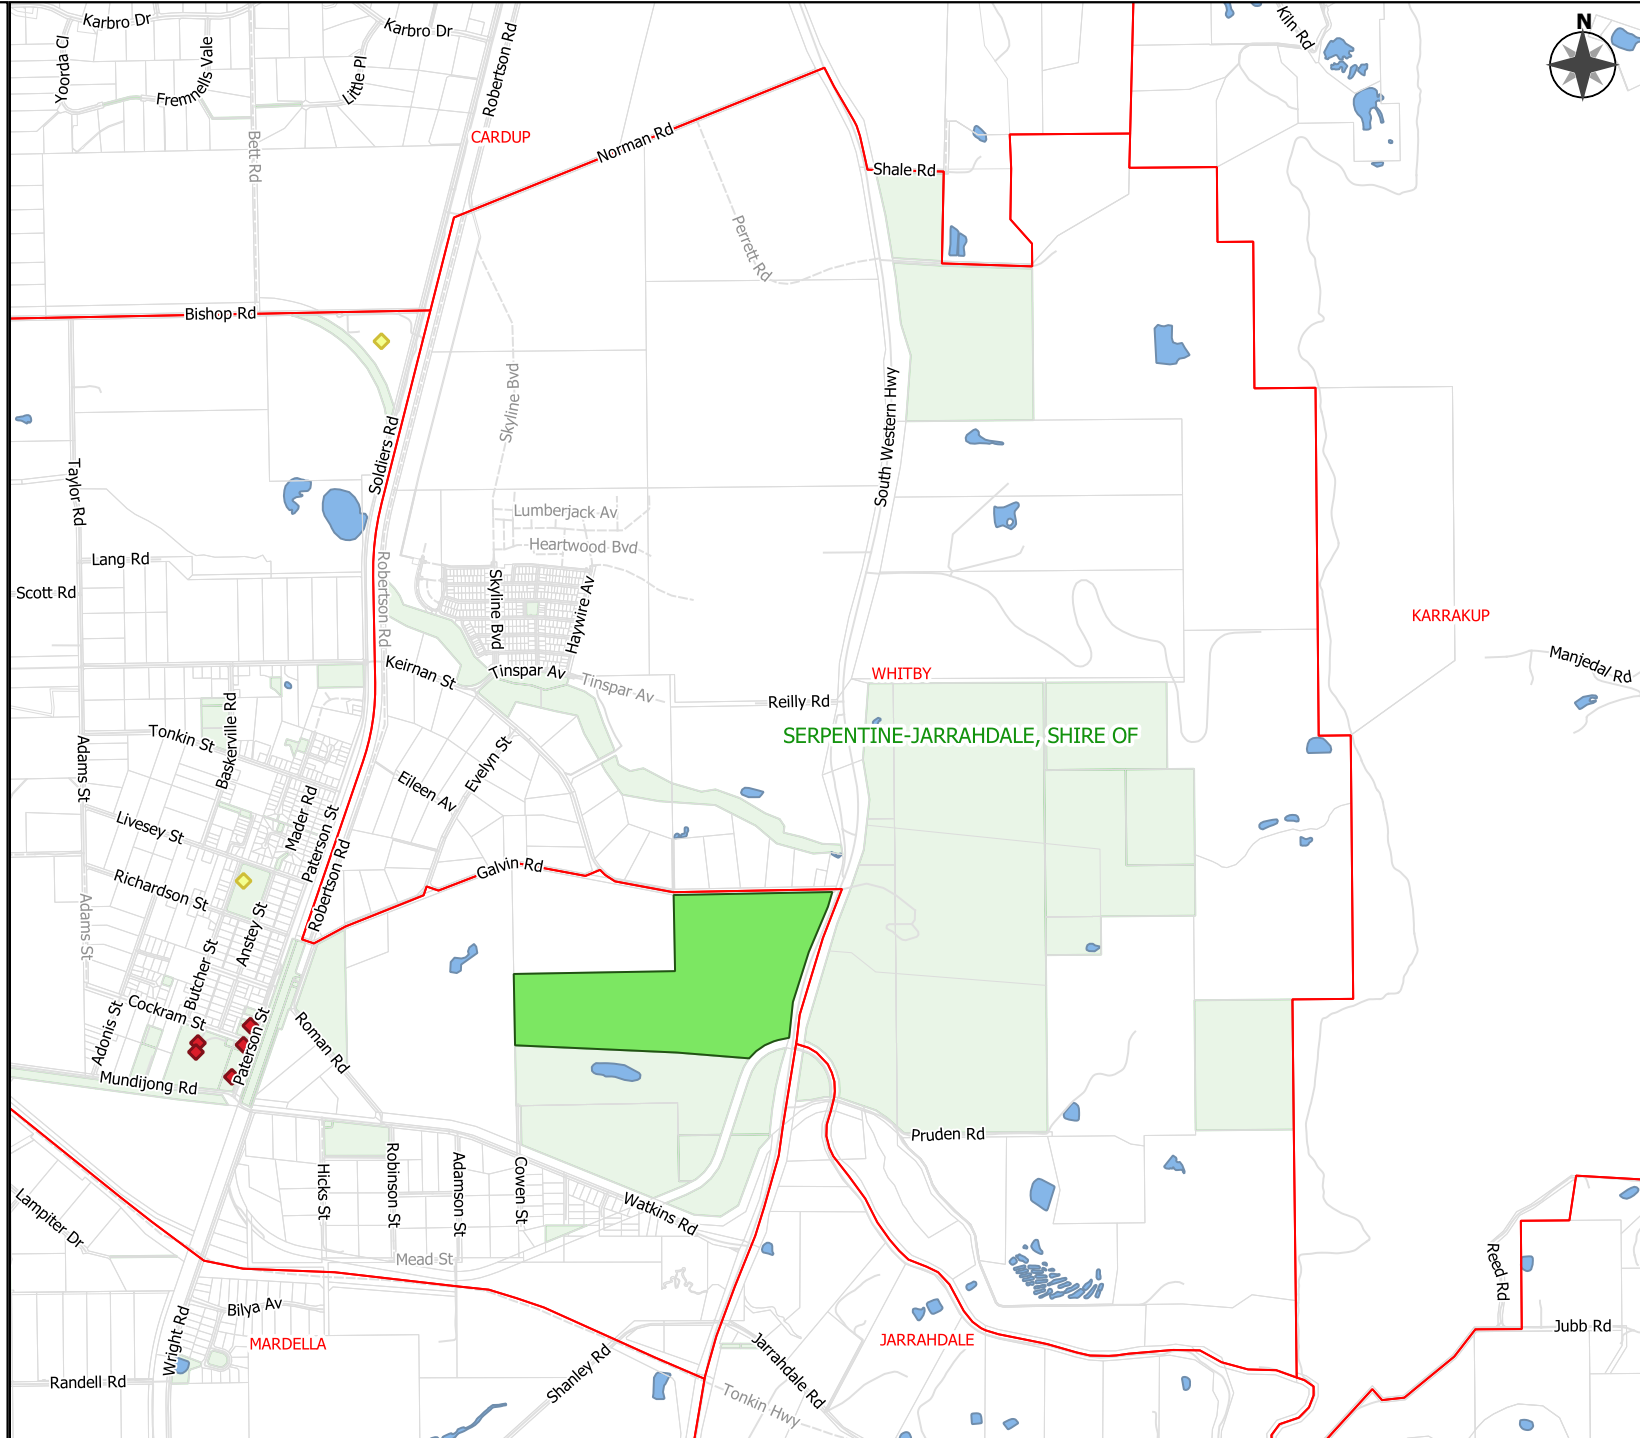 Karbro Dr
Karbro Dr
Robertson Rd
Kiln Rd
N
Yoorda Cl
Fremnells Vale
Little Pl
Bett Rd
CARDUP
Norman Rd
Shale Rd
Perrett Rd
Bishop Rd
Skyline Bvd
South Western Hwy
Soldiers Rd
Taylor Rd
Lumberjack Av
Heartwood Bvd
Lang Rd
Scott Rd
Robertson Rd
Skyline Bvd
Haywire Av
KARRAKUP
Keirnan St
Tinspar Av
Tinspar Av
WHITBY
Manjedal Rd
Reilly Rd
Baskerville Rd
Tonkin St
SERPENTINE-JARRAHDALE, SHIRE OF
Adams St
Evelyn St
Eileen Av
Mader Rd
Paterson St
Livesey St
Robertson Rd
Galvin Rd
Richardson St
Adams St
Anstey St
Butcher St
Cockram St
Adonis St
Paterson St
Roman Rd
Mundijong Rd
Pruden Rd
Hicks St
Robinson St
Adamson St
Cowen St
Watkins Rd
Lampiter Dr
Mead St
Reed Rd
Bilya Av
Wright Rd
MARDELLA
JARRAHDALE
Jubb Rd
Randell Rd
Shanley Rd
Jarrahdale Rd
Tonkin Hwy